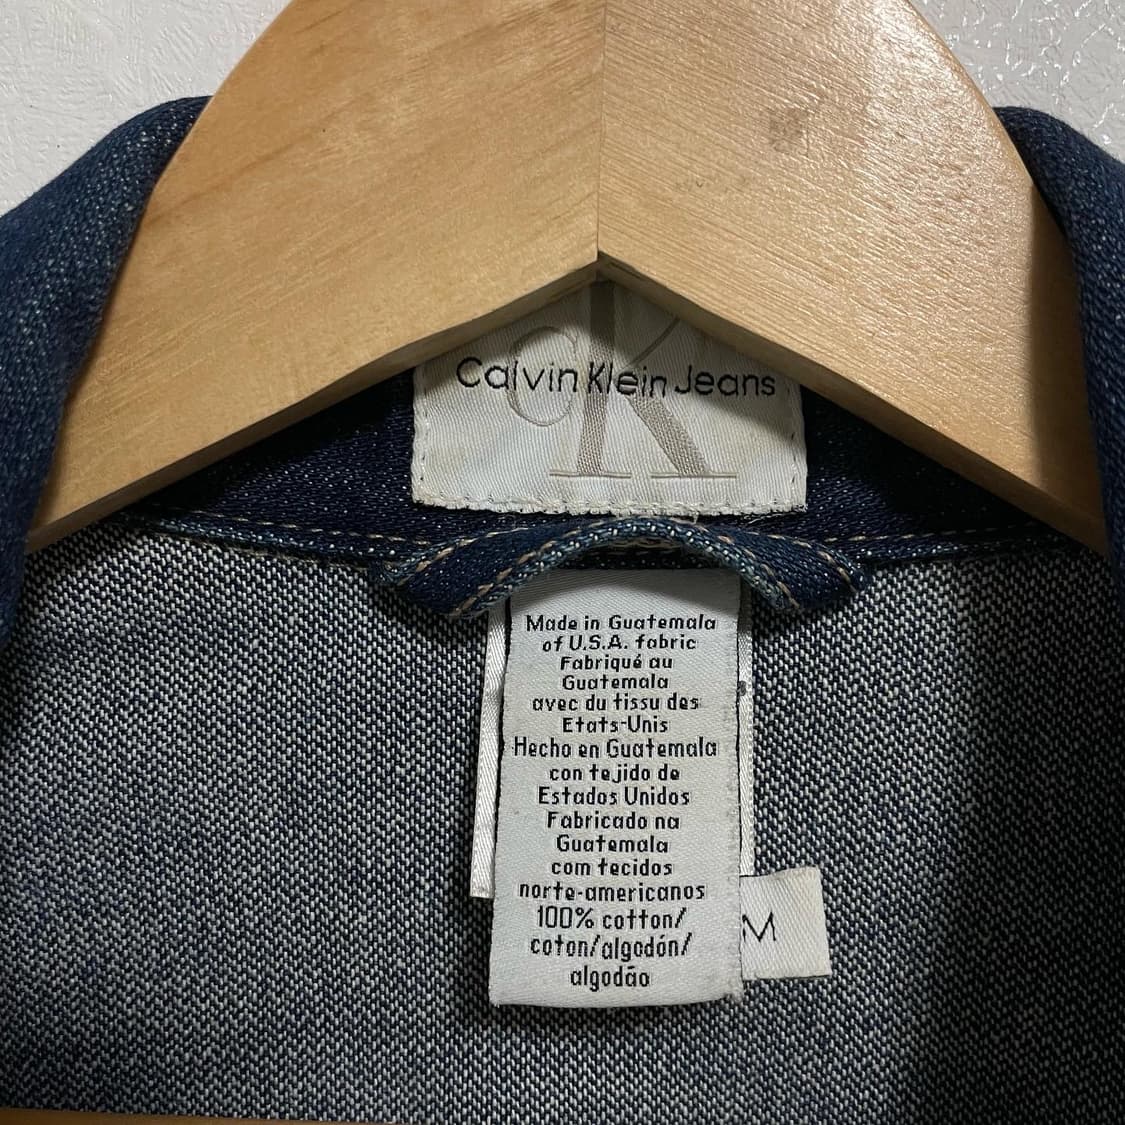 cK
Calvin Klein Jeans
Made in Guatemala
of U.S.A. fabric
Fabriqué au
Guatemala
avec du tissu des
Etats-Unis
Hecho en Guatemala
con tejido de
Estados Unidos
Fabricado na
Guatemala
com tecidos
norte-americanos
100% cotton/
coton/algodón/
algodão
M